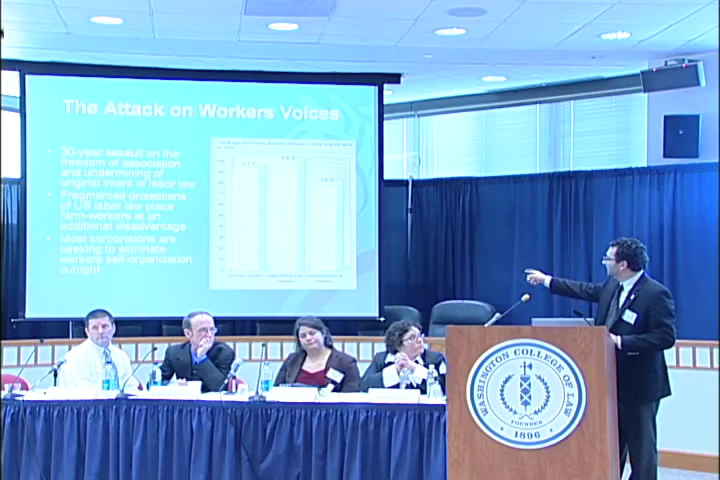 The Attack on Workers Voices
• 30-year assault on the
freedom of association
and undermining of
original intent of labor law
• Fragmented protections
of US labor law place
farm-workers at an
additional disadvantage
• Most corporations are
seeking to eliminate
workers self-organization
outright
WASHINGTON COLLEGE OF LAW
FOUNDED
• 1896 •